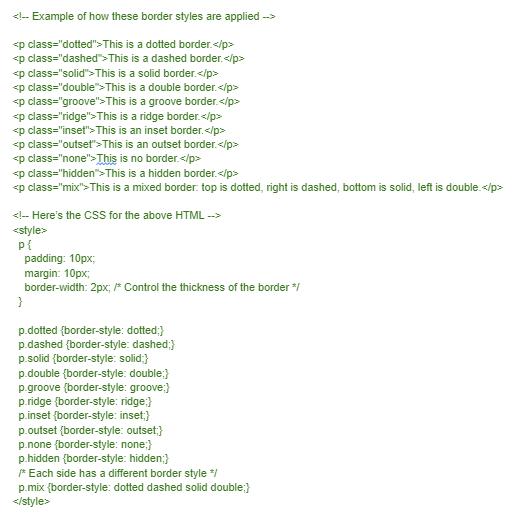 <!-- Example of how these border styles are applied -->
<p class="dotted">This is a dotted border.</p>
<p class="dashed">This is a dashed border.</p>
<p class="solid">This is a solid border.</p>
<p class="double">This is a double border.</p>
<p class="groove">This is a groove border.</p>
<p class="ridge">This is a ridge border.</p>
<p class="inset">This is an inset border.</p>
<p class="outset">This is an outset border.</p>
<p class="none">This is no border.</p>
<p class="hidden">This is a hidden border.</p>
<p class="mix">This is a mixed border: top is dotted, right is dashed, bottom is solid, left is double.</p>
<!-- Here's the CSS for the above HTML -->
<style>
p {
padding: 10px;
margin: 10px;
border-width: 2px; /* Control the thickness of the border */
}
p.dotted {border-style: dotted;}
p.dashed {border-style: dashed;}
p.solid {border-style: solid;}
p.double {border-style: double;}
p.groove {border-style: groove;}
p.ridge {border-style: ridge;}
p.inset {border-style: inset;}
p.outset {border-style: outset;}
p.none {border-style: none;}
p.hidden {border-style: hidden;}
/* Each side has a different border style */
p.mix {border-style: dotted dashed solid double;}
</style>